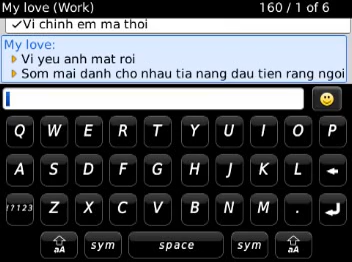 My love (Work) 160 / 1 of 6
✓Vi chinh em ma thoi
My love:
Vi yeu anh mat roi
Som mai danh cho nhau tia nang dau tien rang ngoi
Q W E R T Y U I O P
A S D F G H J K L
!?123 Z X C V B N M .
aA sym space sym aA